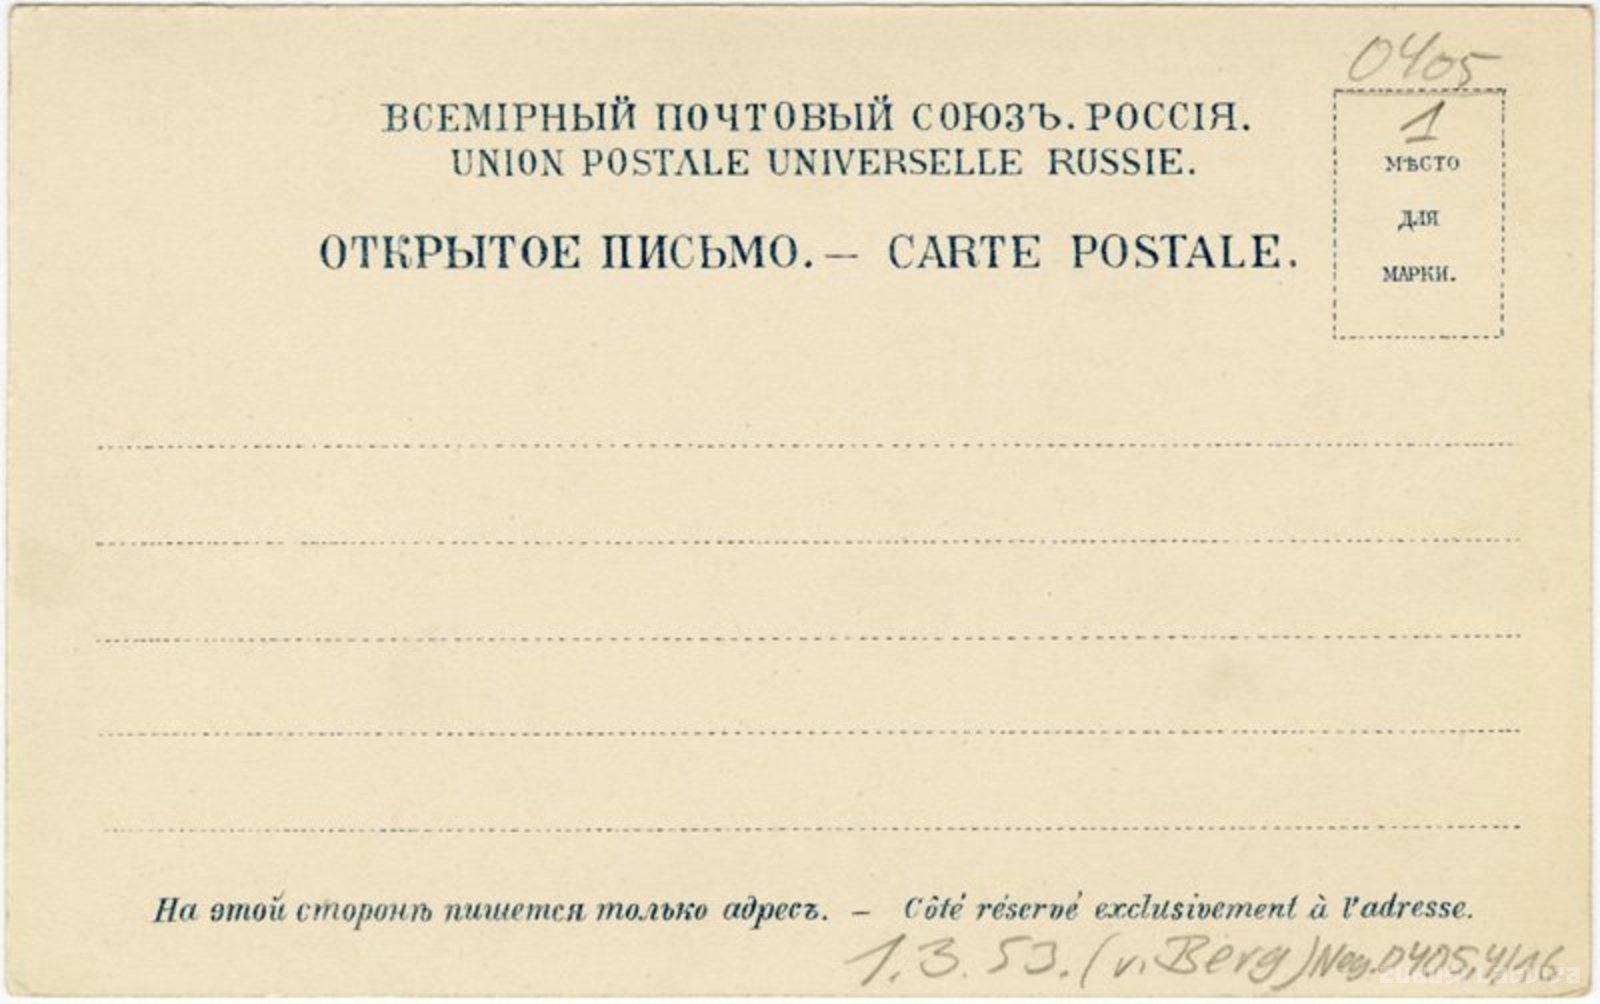 0405
ВСЕМІРНЫЙ ПОЧТОВЫЙ СОЮЗЪ. РОССІЯ.
UNION POSTALE UNIVERSELLE RUSSIE.
ОТКРЫТОЕ ПИСЬМО. — CARTE POSTALE.
1
МѢСТО
ДЛЯ
МАРКИ.
На этой сторонѣ пишется только адресъ. — Côté réservé exclusivement à l'adresse.
1.3.53. (v. Berg) Neg. 0405,4/16